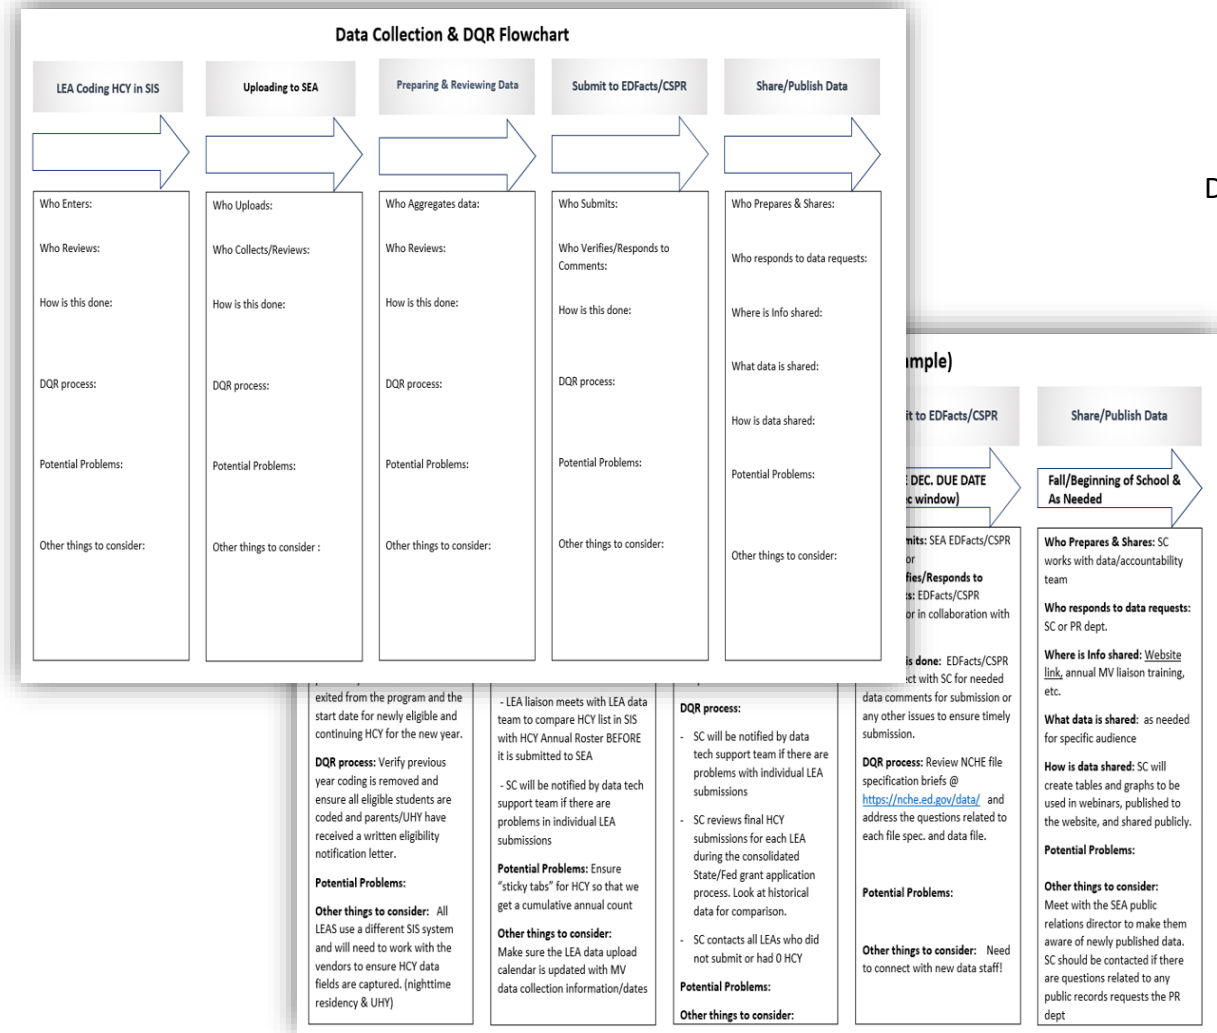 Data Collection & DQR Flowchart
LEA Coding HCY in SIS
Who Enters:
Who Reviews:
How is this done:
DQR process:
Potential Problems:
Other things to consider:
Uploading to SEA
Who Uploads:
Who Collects/Reviews:
How is this done:
DQR process:
Potential Problems:
Other things to consider :
Preparing & Reviewing Data
Who Aggregates data:
Who Reviews:
How is this done:
DQR process:
Potential Problems:
Other things to consider:
Submit to EDFacts/CSPR
Who Submits:
Who Verifies/Responds to
Comments:
How is this done:
DQR process:
Potential Problems:
Other things to consider:
Share/Publish Data
Who Prepares & Shares:
Who responds to data requests:
Where is Info shared:
What data is shared:
How is data shared:
Potential Problems:
Other things to consider:
D
mple)
exited from the program and the
start date for newly eligible and
continuing HCY for the new year.
DQR process: Verify previous
year coding is removed and
ensure all eligible students are
coded and parents/UHY have
received a written eligibility
notification letter.
Potential Problems:
Other things to consider: All
LEAS use a different SIS system
and will need to work with the
vendors to ensure HCY data
fields are captured. (nighttime
residency & UHY)
- LEA liaison meets with LEA data
team to compare HCY list in SIS
with HCY Annual Roster BEFORE
it is submitted to SEA
- SC will be notified by data tech
support team if there are
problems in individual LEA
submissions
Potential Problems: Ensure
“sticky tabs” for HCY so that we
get a cumulative annual count
Other things to consider:
Make sure the LEA data upload
calendar is updated with MV
data collection information/dates
DQR process:
- SC will be notified by data
tech support team if there are
problems with individual LEA
submissions
- SC reviews final HCY
submissions for each LEA
during the consolidated
State/Fed grant application
process. Look at historical
data for comparison.
- SC contacts all LEAs who did
not submit or had 0 HCY
Potential Problems:
Other things to consider:
it to EDFacts/CSPR
DEC. DUE DATE
c window)
mits: SEA EDFacts/CSPR
or
fies/Responds to
s: EDFacts/CSPR
or in collaboration with
is done: EDFacts/CSPR
ect with SC for needed
data comments for submission or
any other issues to ensure timely
submission.
DQR process: Review NCHE file
specification briefs @
https://nche.ed.gov/data/ and
address the questions related to
each file spec. and data file.
Potential Problems:
Other things to consider: Need
to connect with new data staff!
Share/Publish Data
Fall/Beginning of School &
As Needed
Who Prepares & Shares: SC
works with data/accountability
team
Who responds to data requests:
SC or PR dept.
Where is Info shared: Website
link, annual MV liaison training,
etc.
What data is shared: as needed
for specific audience
How is data shared: SC will
create tables and graphs to be
used in webinars, published to
the website, and shared publicly.
Potential Problems:
Other things to consider:
Meet with the SEA public
relations director to make them
aware of newly published data.
SC should be contacted if there
are questions related to any
public records requests the PR
dept